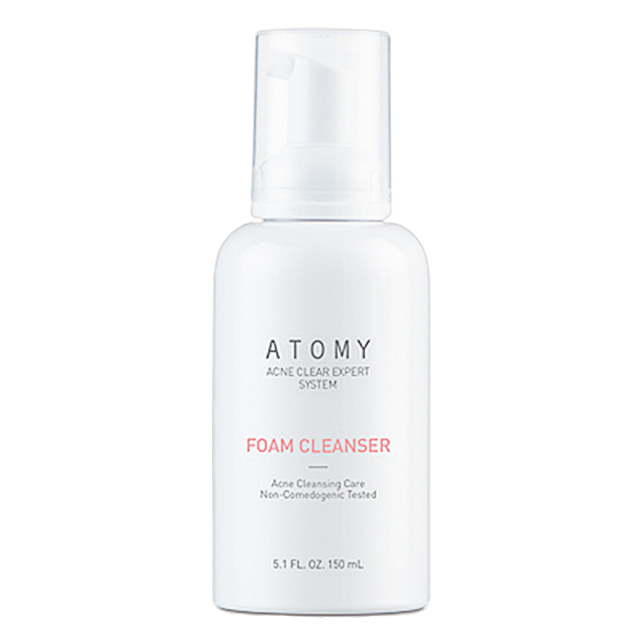 ATOMY
ACNE CLEAR EXPERT
SYSTEM
FOAM CLEANSER
Acne Cleansing Care
Non-Comedogenic Tested
5.1 FL. OZ. 150 mL